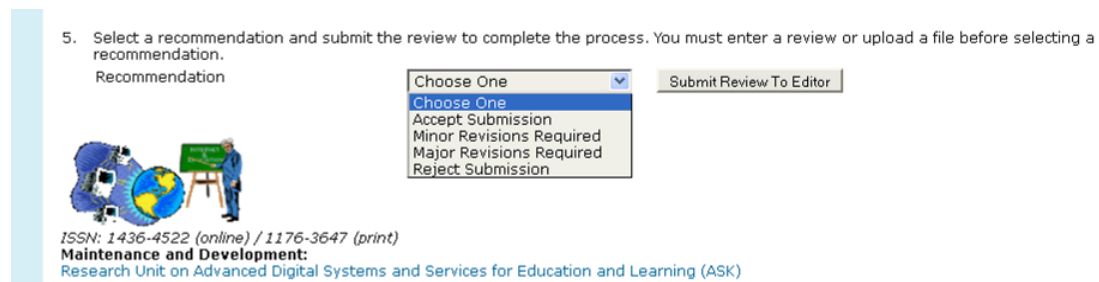 5. Select a recommendation and submit the review to complete the process. You must enter a review or upload a file before selecting a
recommendation.
Recommendation
Choose One
Submit Review To Editor
Choose One
Accept Submission
Minor Revisions Required
Major Revisions Required
Reject Submission
INTERNET
&
Education
ISSN: 1436-4522 (online) / 1176-3647 (print)
Maintenance and Development:
Research Unit on Advanced Digital Systems and Services for Education and Learning (ASK)